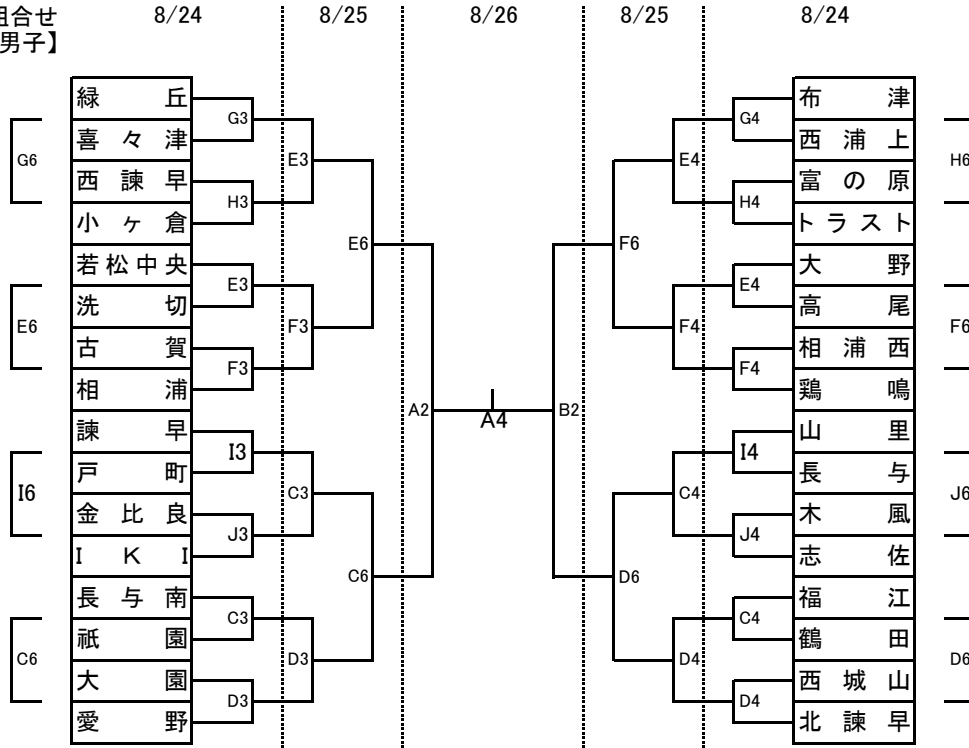 組合せ 8/24 8/25 8/26 8/25 8/24
男子】
緑丘 布津
G3 G4
喜々津 西浦上
G6 E3 E4 H6
西諫早 富の原
H3 H4
小ヶ倉 トラスト
E6 F6
若松中央 大野
E3 E4
洗切 高尾
E6 F3 F4 F6
古賀 相浦西
F3 F4
相浦 鶏鳴
A2 A4 B2
諫早 山里
I3 I4
戸町 長与
I6 C3 C4 J6
金比良 木風
J3 J4
IKI 志佐
C6 D6
長与南 福江
C3 C4
祇園 鶴田
C6 D3 D4 D6
大園 西城山
D3 D4
愛野 北諫早